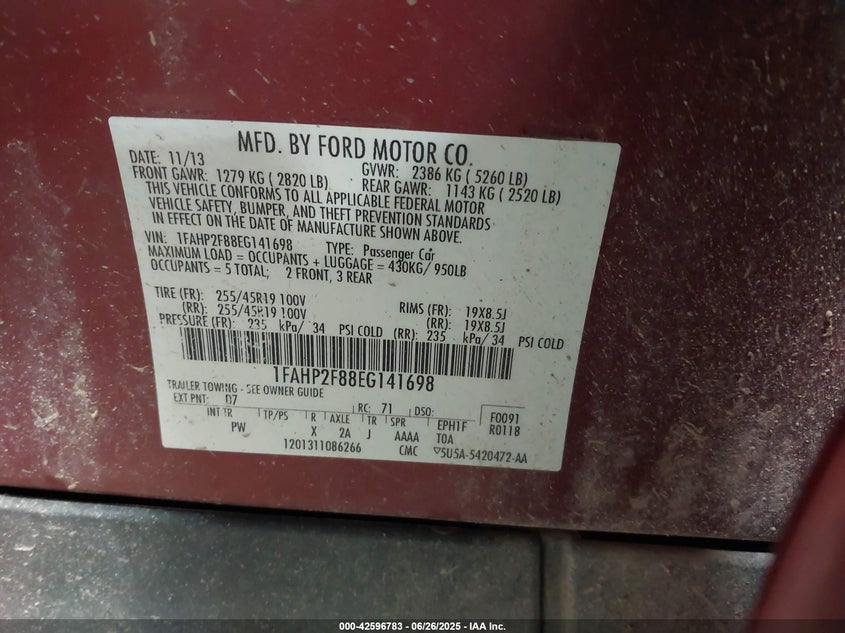 MFD. BY FORD MOTOR CO.
DATE: 11/13 GVWR: 2386 KG ( 5260 LB)
FRONT GAWR: 1279 KG ( 2820 LB) REAR GAWR: 1143 KG ( 2520 LB)
THIS VEHICLE CONFORMS TO ALL APPLICABLE FEDERAL MOTOR
VEHICLE SAFETY, BUMPER, AND THEFT PREVENTION STANDARDS
IN EFFECT ON THE DATE OF MANUFACTURE SHOWN ABOVE.
VIN: 1FAHP2F88EG141698 TYPE: Passenger Car
MAXIMUM LOAD = OCCUPANTS + LUGGAGE = 430KG/ 950LB
OCCUPANTS = 5 TOTAL; 2 FRONT, 3 REAR
TIRE (FR): 255/45R19 100V RIMS (FR): 19X8.5J
(RR): 255/45R19 100V (RR): 19X8.5J
PRESSURE (FR): 235 kPa/ 34 PSI COLD (RR): 235 kPa/ 34 PSI COLD
1FAHP2F88EG141698
TRAILER TOWING - SEE OWNER GUIDE
EXT PNT: RC: 71 DSO: F0091
INT TR TP/PS R AXLE TR SPR EPH1F R0118
PW X 2A J AAAA T0A
1201311086266 CMC 5U5A-5420472-AA
000-42596783 - 06/26/2025 - IAA Inc.